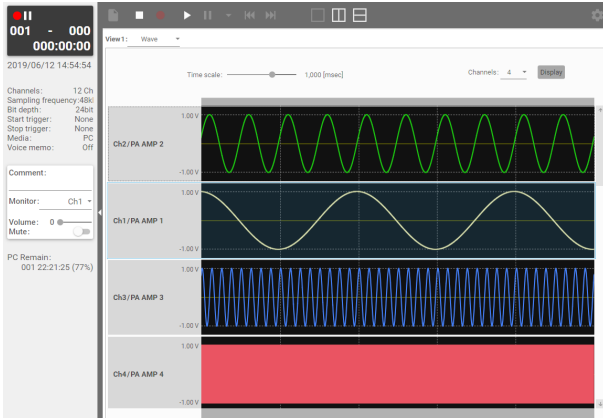 001 - 000
000:00:00
2019/06/12 14:54:54
Channels: 12 Ch
Sampling frequency:48k
Bit depth: 24bit
Start trigger: None
Stop trigger: None
Media: PC
Voice memo: Off
Comment:
Monitor: Ch1
Volume: 0
Mute:
PC Remain:
001 22:21:25 (77%)
View1: Wave
Time scale: 1,000 [msec]
Channels: 4 Display
1.00 V
Ch2/PA AMP 2
-1.00 V
1.00 V
Ch1/PA AMP 1
-1.00 V
1.00 V
Ch3/PA AMP 3
-1.00 V
1.00 V
Ch4/PA AMP 4
-1.00 V